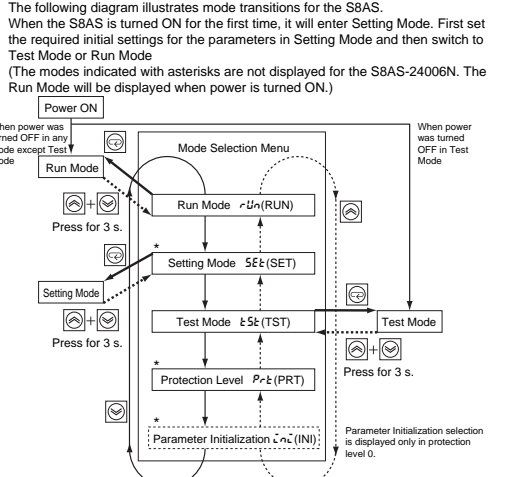 The following diagram illustrates mode transitions for the S8AS.
When the S8AS is turned ON for the first time, it will enter Setting Mode. First set
the required initial settings for the parameters in Setting Mode and then switch to
Test Mode or Run Mode
(The modes indicated with asterisks are not displayed for the S8AS-24006N. The
Run Mode will be displayed when power is turned ON.)
Power ON
power was
OFF in any
except Test
When power
was turned
OFF in Test
Mode
Mode Selection Menu
Run Mode
Run Mode rUn(RUN)
+
Press for 3 s.
*
Setting Mode SEt(SET)
Setting Mode
+
Press for 3 s.
Test Mode tSt(TST)
Test Mode
+
Press for 3 s.
*
Protection Level Prt(PRT)
*
Parameter Initialization ini(INI)
Parameter Initialization selection
is displayed only in protection
level 0.